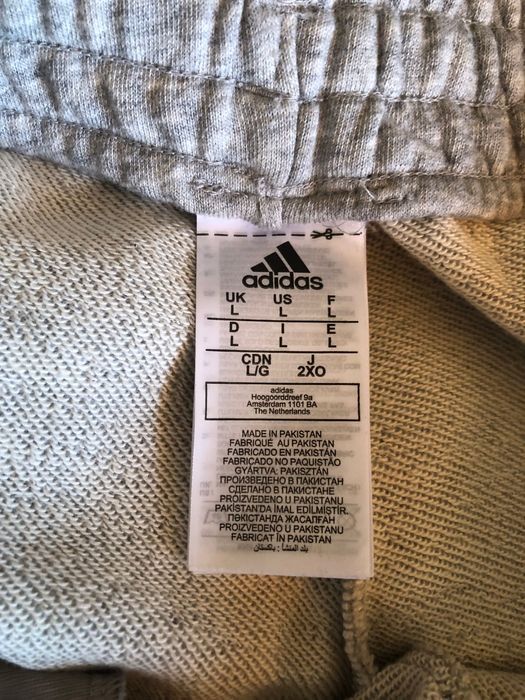 adidas
UK US F
L L L
D I E
L L L
CDN J
L/G 2XO
adidas
Hoogoorddreef 9a
Amsterdam 1101 BA
The Netherlands
MADE IN PAKISTAN
FABRIQUÉ AU PAKISTAN
FABRICADO EN PAKISTÁN
FABRICADO NO PAQUISTÃO
GYÁRTVA: PAKISZTÁN
ПРОИЗВЕДЕНО В ПАКИСТАН
СДЕЛАНО В ПАКИСТАНЕ
PROIZVEDENO U PAKISTANU
PAKİSTAN'DA İMAL EDİLMİŞTİR.
ПӘКІСТАНДА ЖАСАЛҒАН
PROIZVEDENO U PAKISTANU
FABRICAT ÎN PAKISTAN
بلد المنشأ : باكستان